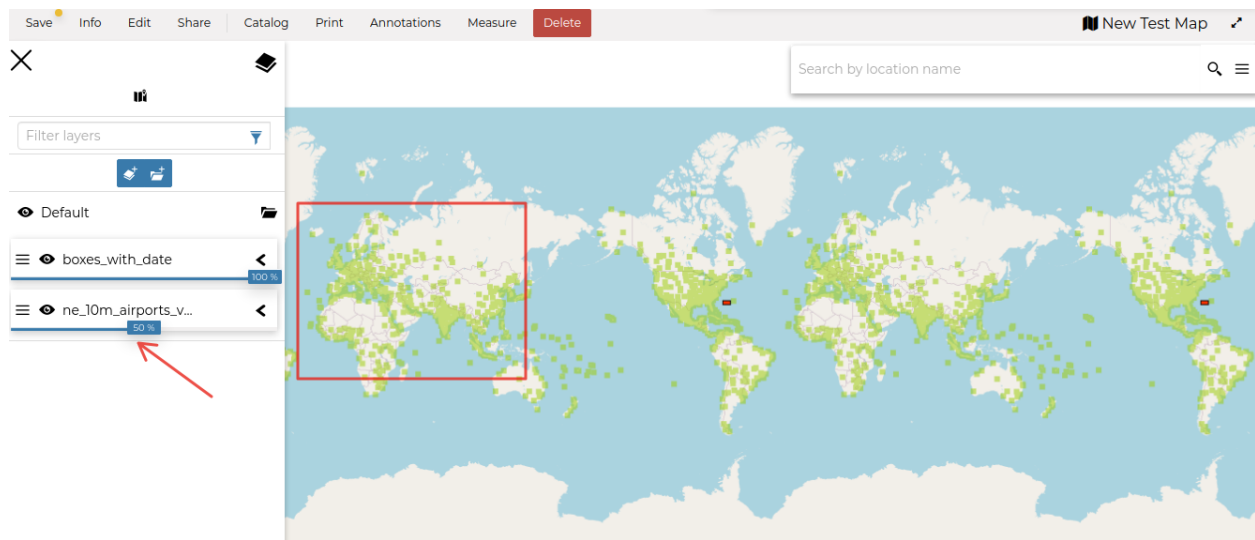 Save Info Edit Share Catalog Print Annotations Measure Delete New Test Map
Search by location name
Filter layers
Default
boxes_with_date
100 %
ne_10m_airports_v...
50 %